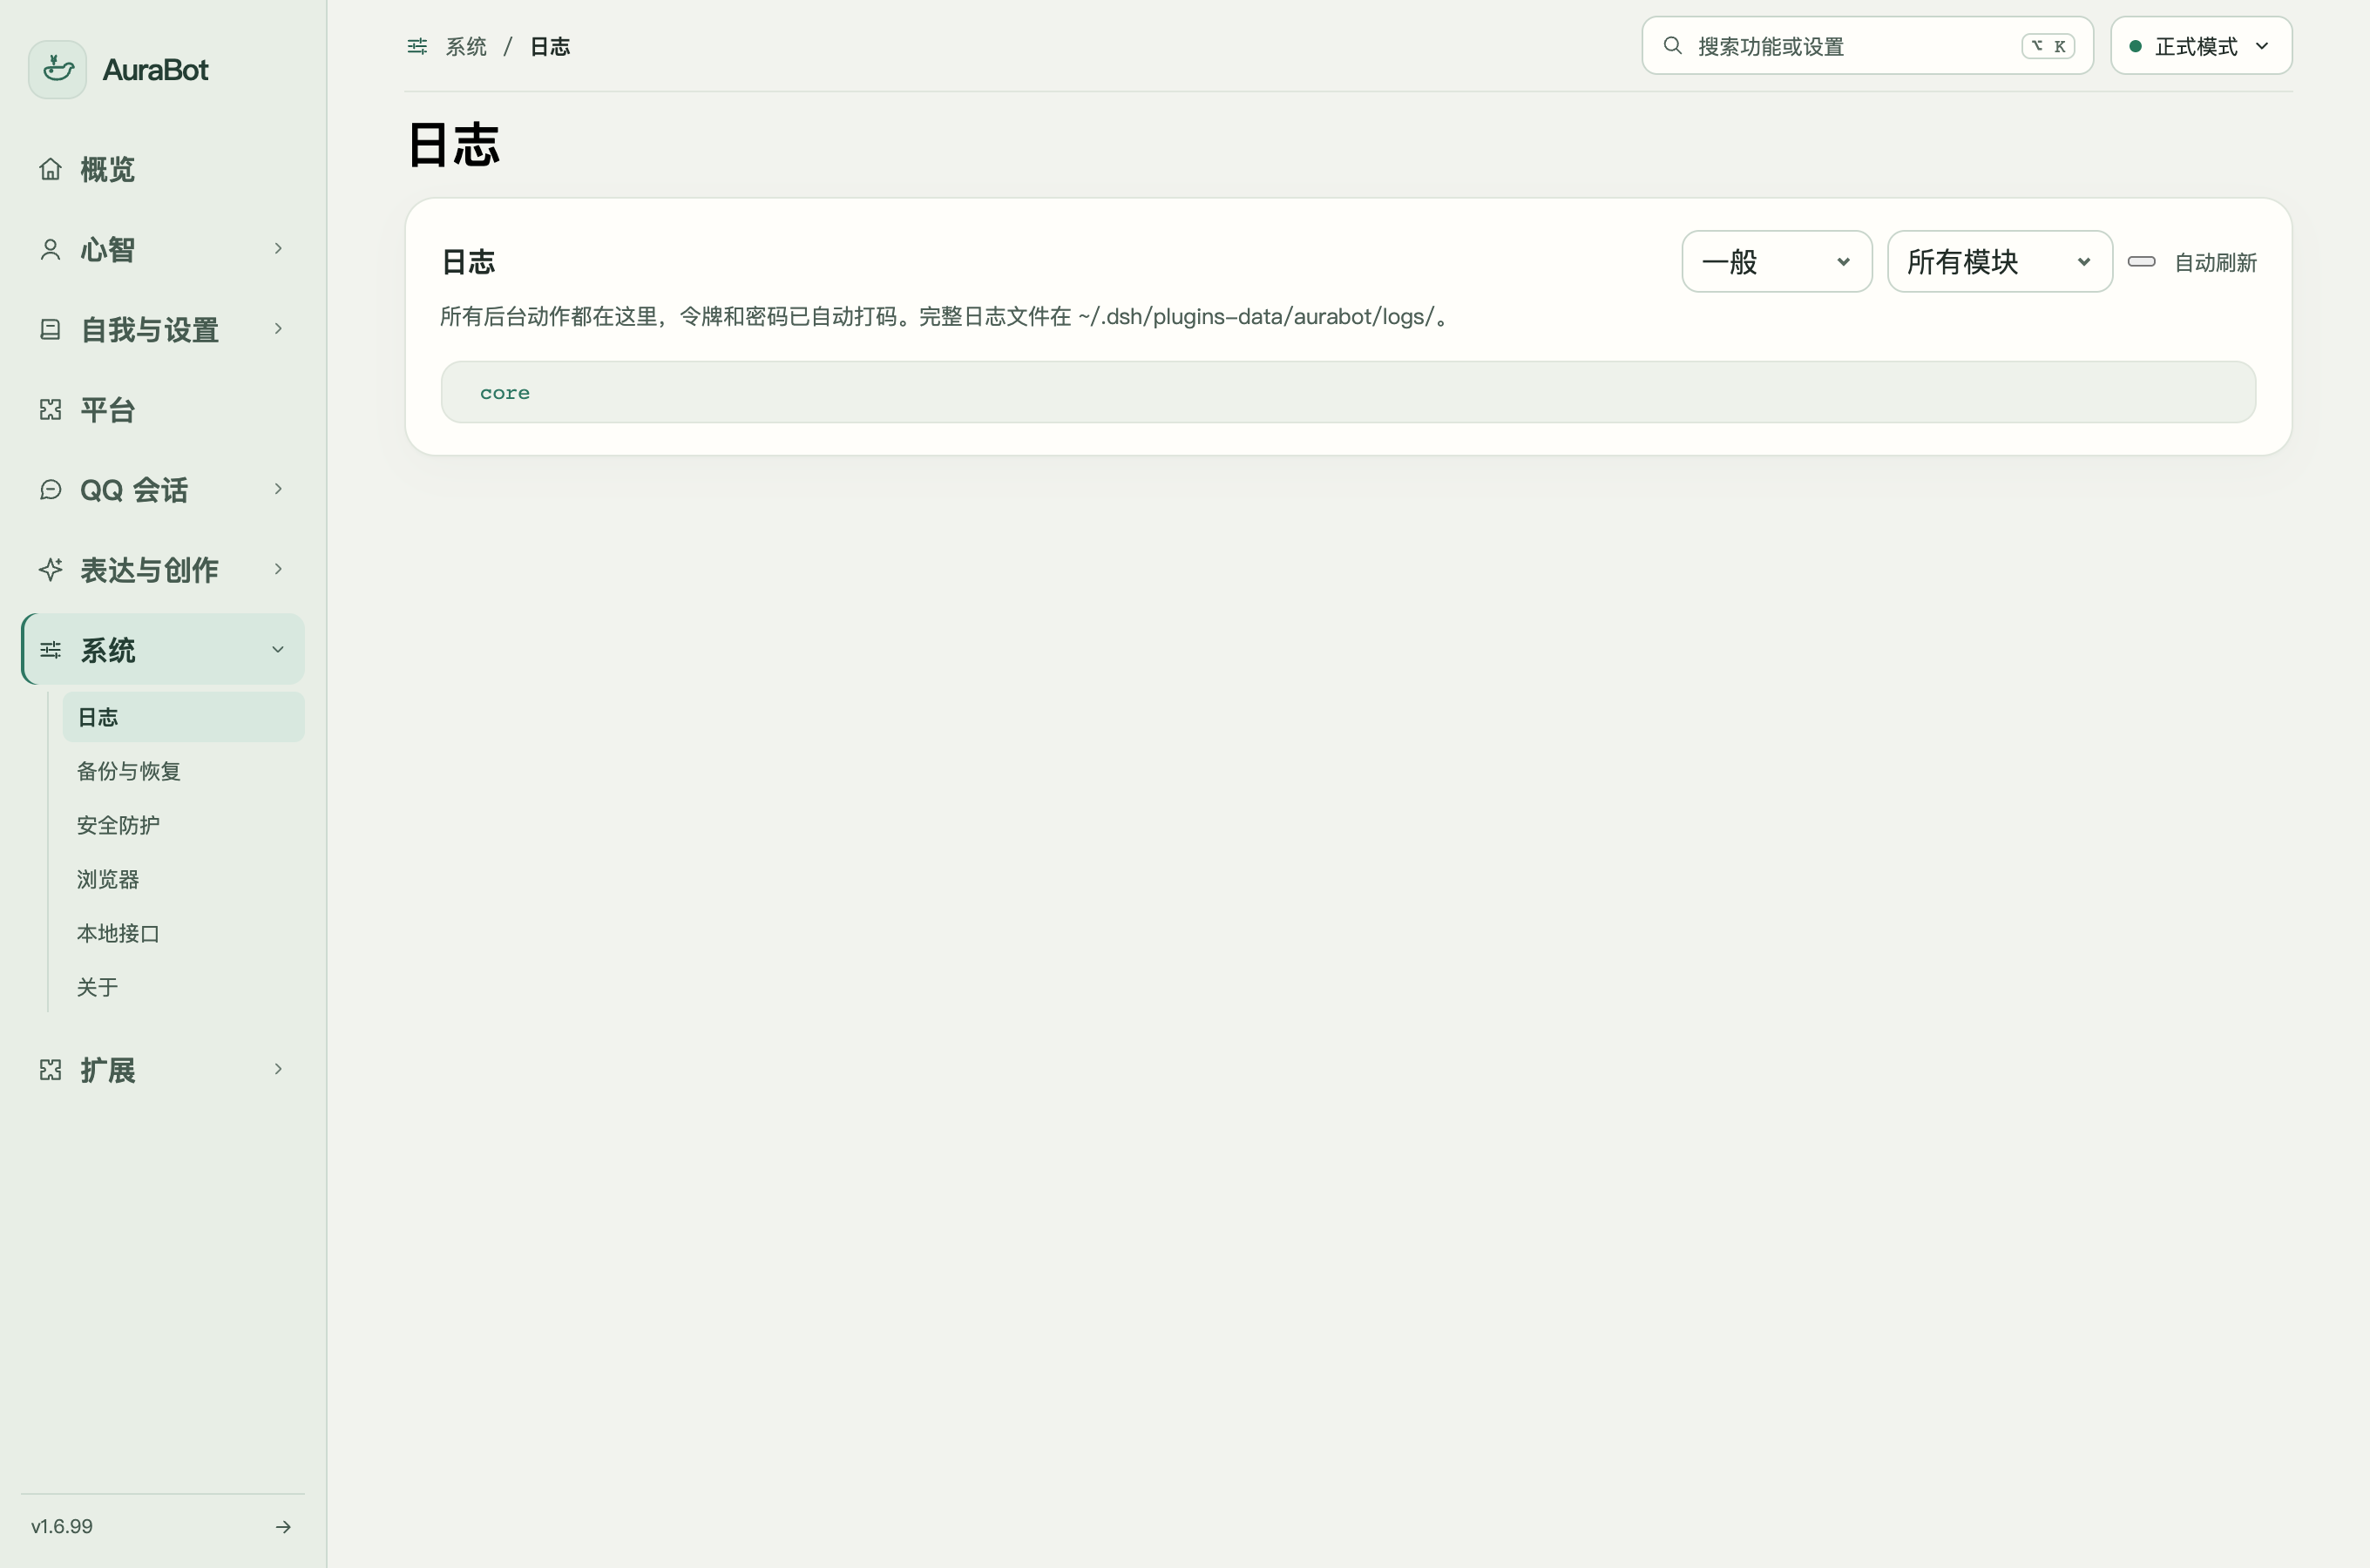 AuraBot
概览
心智
自我与设置
平台
QQ 会话
表达与创作
系统
日志
备份与恢复
安全防护
浏览器
本地接口
关于
扩展
v1.6.99
系统 / 日志
搜索功能或设置 ⌥ K
正式模式
日志
日志
一般
所有模块
自动刷新
所有后台动作都在这里，令牌和密码已自动打码。完整日志文件在 ~/.dsh/plugins-data/aurabot/logs/。
core